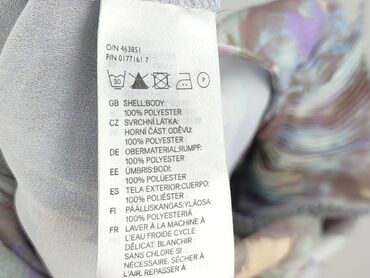 O/N 463851
P/N 0177161 7
30 P
GB SHELL:BODY:
100% POLYESTER
CZ SVRCHNÍ LÁTKA:
HORNÍ ČÁST ODĚVU:
100% POLYESTER
DE OBERMATERIAL:RUMPF:
100% POLYESTER
EE ÜMBRIS:BODI:
100% POLÜESTER
ES TELA EXTERIOR:CUERPO:
100% POLIÉSTER
FI PÄÄLLIKANGAS:YLÄOSA:
100% POLYESTERIÄ
FR LAVER À LA MACHINE À
L'EAU FROIDE CYCLE
DÉLICAT. BLANCHIR
SANS CHLORE SI
NÉCESSAIRE. SÉCHER À
L'AIR, REPASSER À